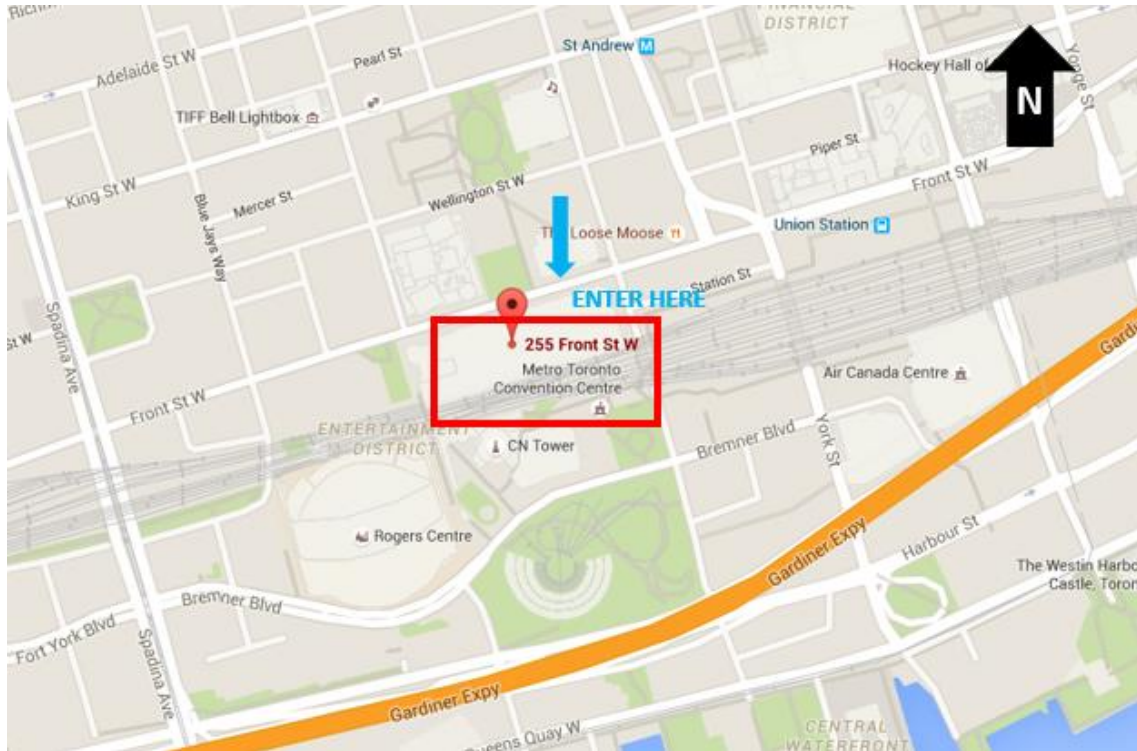 FINANCIAL
DISTRICT
St Andrew
Adelaide St W
Pearl St
Hockey Hall of
Yonge St
N
TIFF Bell Lightbox
Piper St
Front St W
King St W
Mercer St
Wellington St W
Blue Jays Way
The Loose Moose
Union Station
Station St
ENTER HERE
Spadina Ave
St W
255 Front St W
Metro Toronto
Convention Centre
Air Canada Centre
Front St W
ENTERTAINMENT
DISTRICT
CN Tower
Bremner Blvd
York St
Rogers Centre
Gardiner Expy
Harbour St
The Westin Harbo
Castle, Toron
Bremner Blvd
Fort York Blvd
Spadina Ave
Gardiner Expy
Queens Quay W
CENTRAL
WATERFRONT